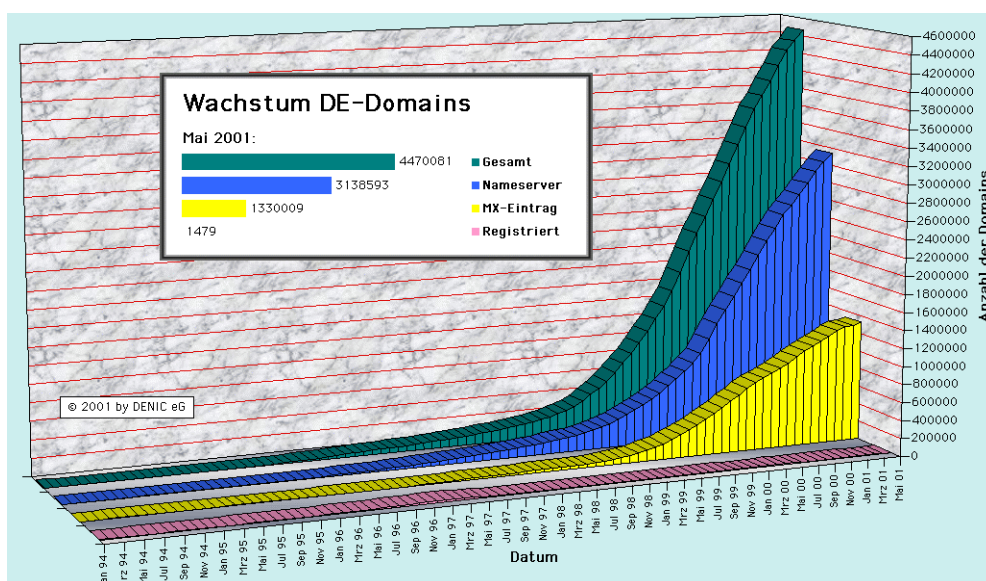 Wachstum DE-Domains
Mai 2001:
4470081
Gesamt
3138593
Nameserver
1330009
MX-Eintrag
1479
Registriert
© 2001 by DENIC eG
4600000
4400000
4200000
4000000
3800000
3600000
3400000
3200000
3000000
2800000
2600000
2400000
2200000
2000000
1800000
1600000
1400000
1200000
1000000
800000
600000
400000
200000
0
Anzahl der Domains
Jan 94
Mrz 94
Mai 94
Jul 94
Sep 94
Nov 94
Jan 95
Mrz 95
Mai 95
Jul 95
Sep 95
Nov 95
Jan 96
Mrz 96
Mai 96
Jul 96
Sep 96
Nov 96
Jan 97
Mrz 97
Mai 97
Jul 97
Sep 97
Nov 97
Jan 98
Mrz 98
Mai 98
Jul 98
Sep 98
Nov 98
Jan 99
Mrz 99
Mai 99
Jul 99
Sep 99
Nov 99
Jan 00
Mrz 00
Mai 00
Jul 00
Sep 00
Nov 00
Jan 01
Mrz 01
Mai 01
Datum